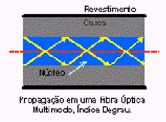 Revestimento
Casca
Núcleo
Propagação em uma Fibra Óptica
Multimodo, Índice Degrau.